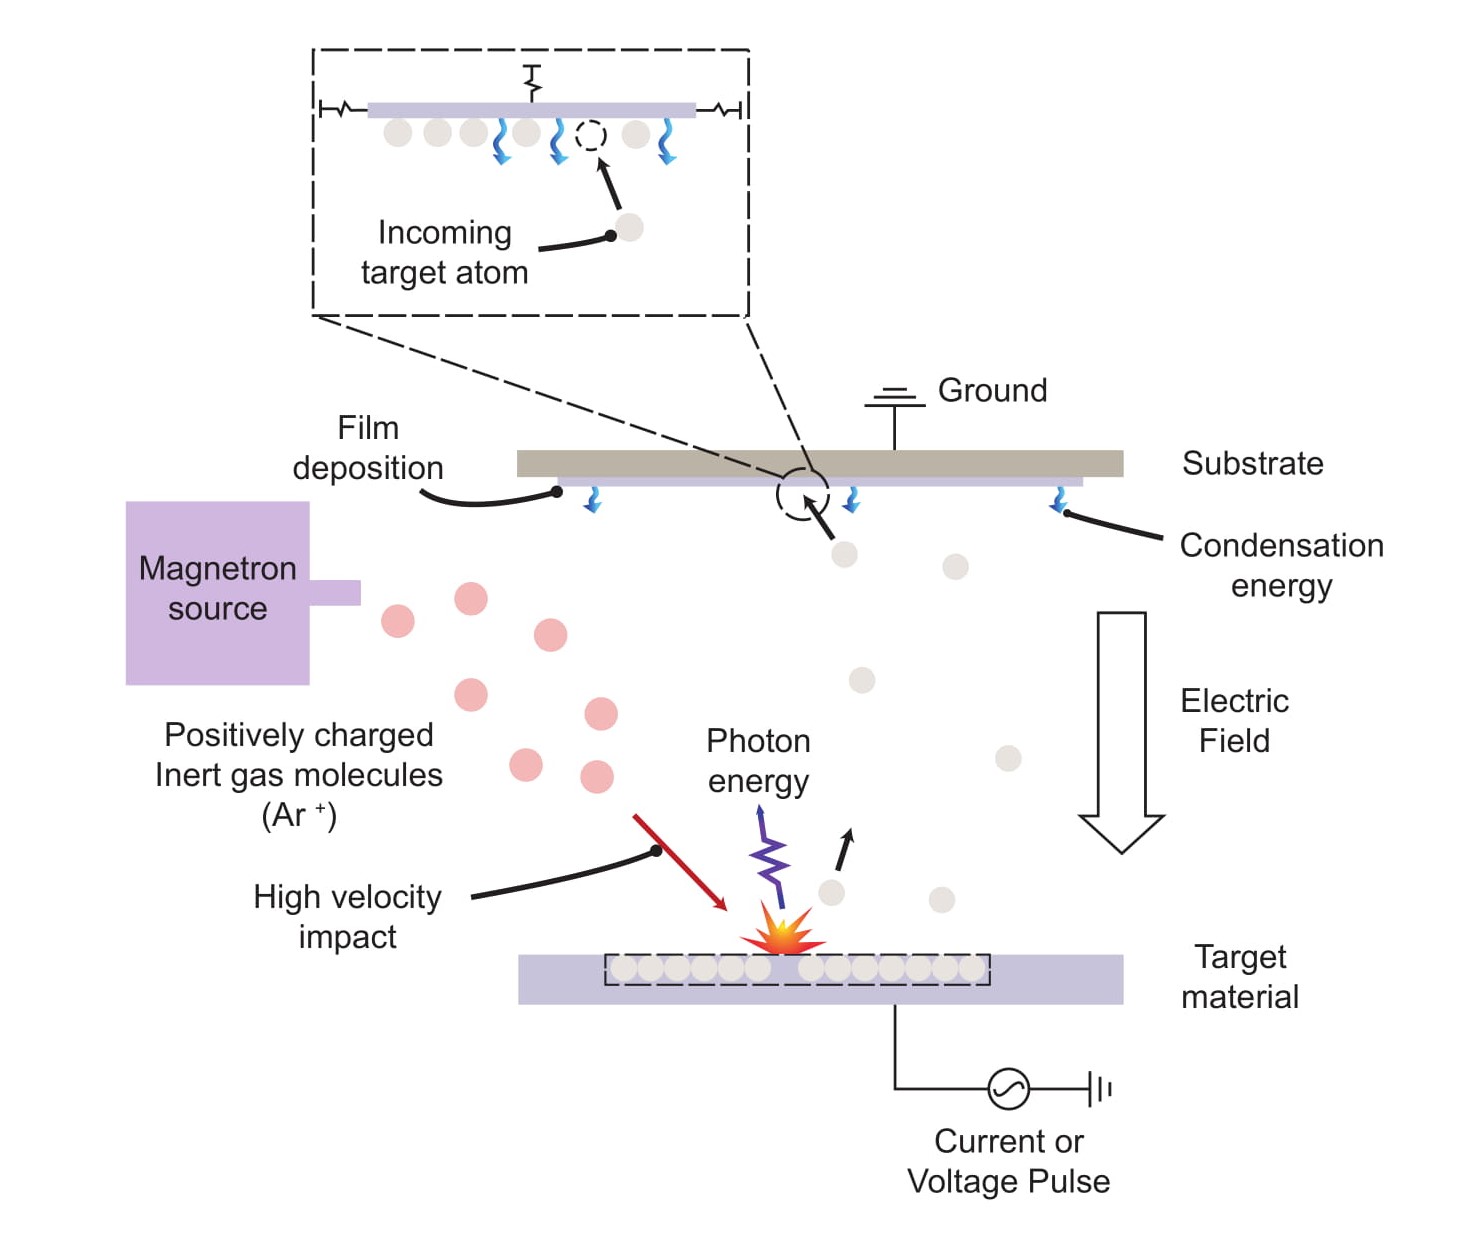 Incoming
target atom
Ground
Film
deposition
Substrate
Condensation
energy
Magnetron
source
Electric
Field
Positively charged
Inert gas molecules
(Ar +)
Photon
energy
High velocity
impact
Target
material
Current or
Voltage Pulse